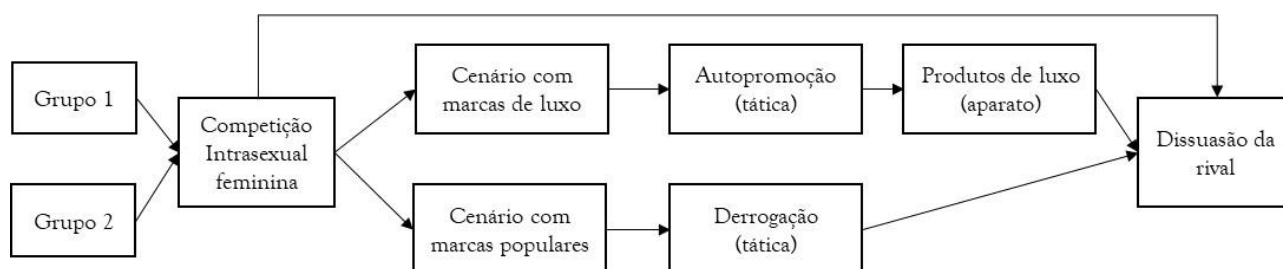 Grupo 1
Grupo 2
Competição
Intrasexual
feminina
Cenário com
marcas de luxo
Autopromoção
(tática)
Produtos de luxo
(aparato)
Cenário com
marcas populares
Derrogação
(tática)
Dissuasão da
rival